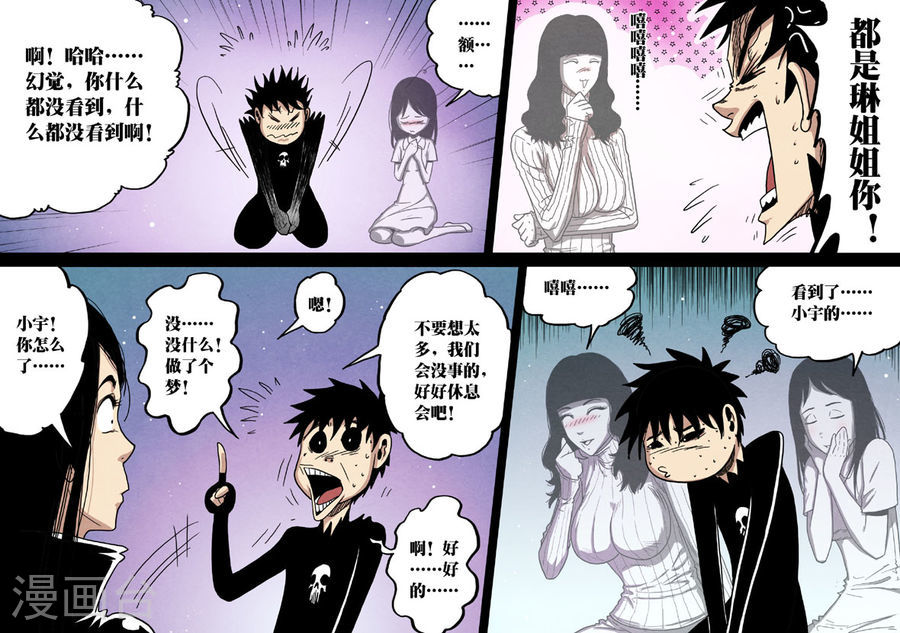 啊！哈哈……
幻觉，你什么
都没看到，什
么都没看到啊！
额……
……
嘻嘻嘻嘻……
都是琳姐姐你！
小宇！
你怎么
了……
没……
没什么！
做了个
梦！
嗯！
不要想太
多，我们
会没事的，
好好休息
会吧！
啊！好
……好
的……
嘻嘻……
看到了……
小宇的……
漫画台